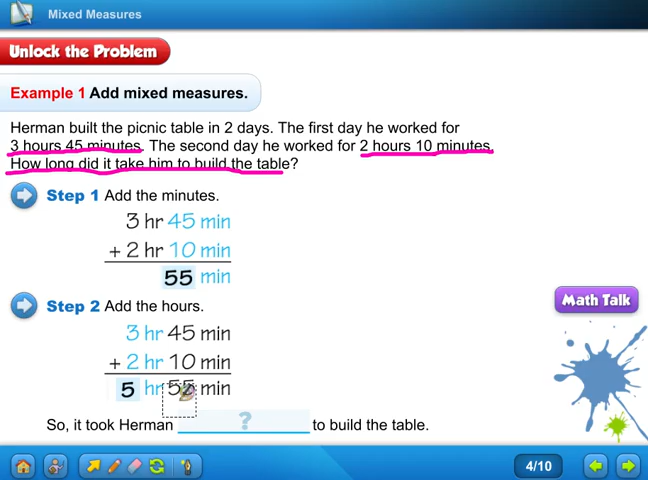 Mixed Measures
Unlock the Problem
Example 1 Add mixed measures.
Herman built the picnic table in 2 days. The first day he worked for
3 hours 45 minutes. The second day he worked for 2 hours 10 minutes.
How long did it take him to build the table?
Step 1 Add the minutes.
3 hr 45 min
+ 2 hr 10 min
55 min
Step 2 Add the hours.
3 hr 45 min
+ 2 hr 10 min
5 hr 55 min
Math Talk
So, it took Herman ? to build the table.
4/10